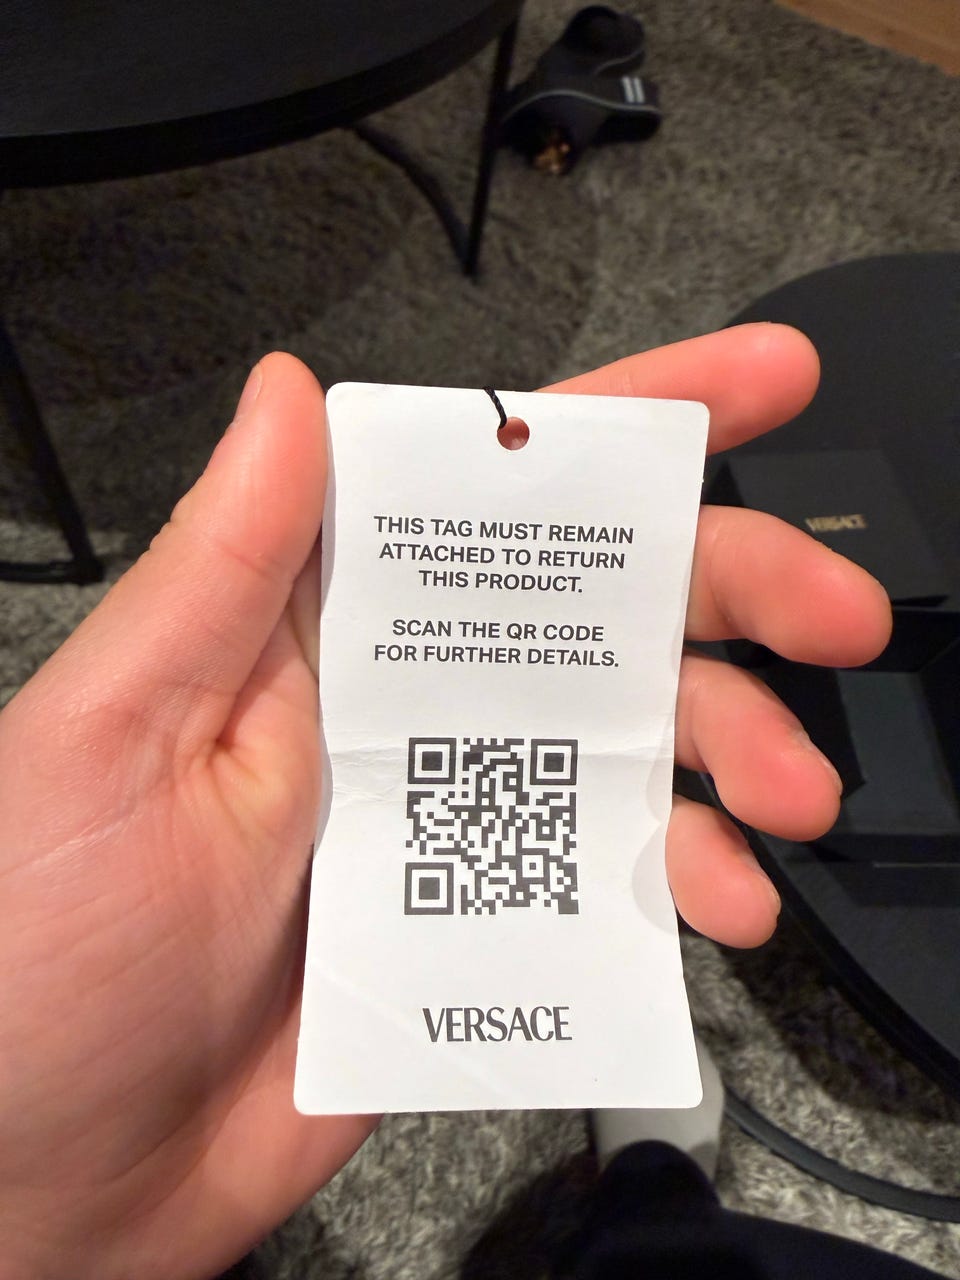 THIS TAG MUST REMAIN
ATTACHED TO RETURN
THIS PRODUCT.
SCAN THE QR CODE
FOR FURTHER DETAILS.
VERSACE
VERSACE